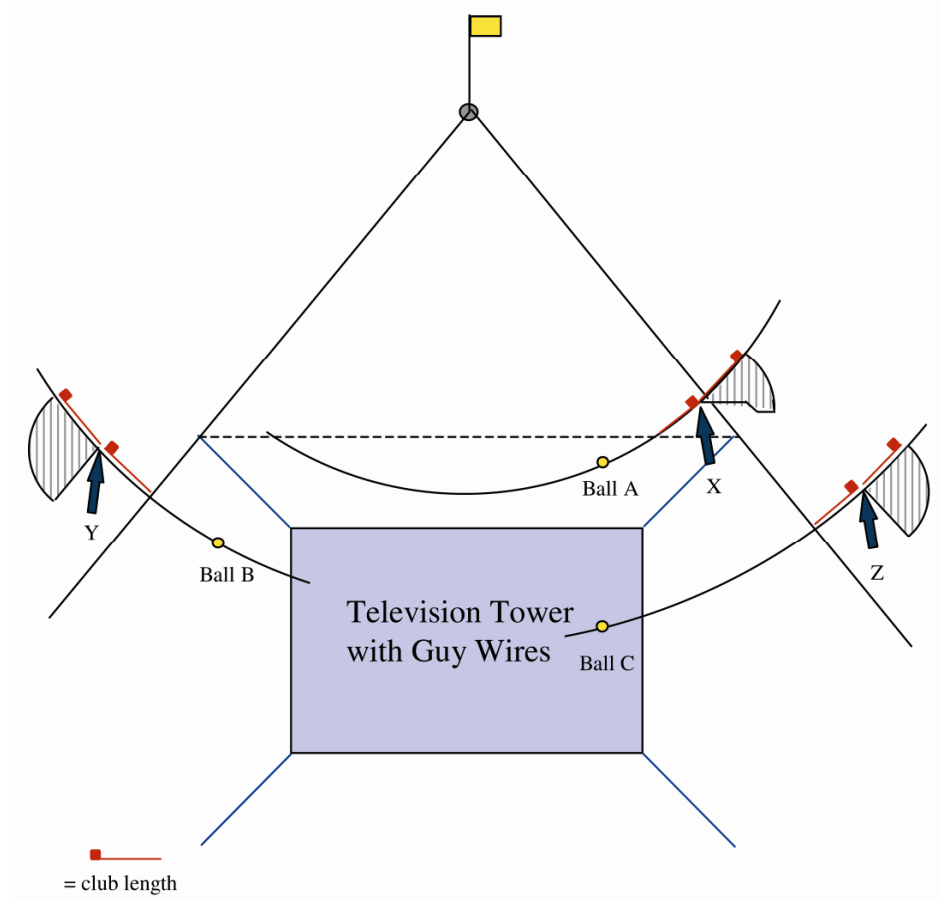 Ball A
X
Y
Ball B
Z
Television Tower
with Guy Wires
Ball C
= club length